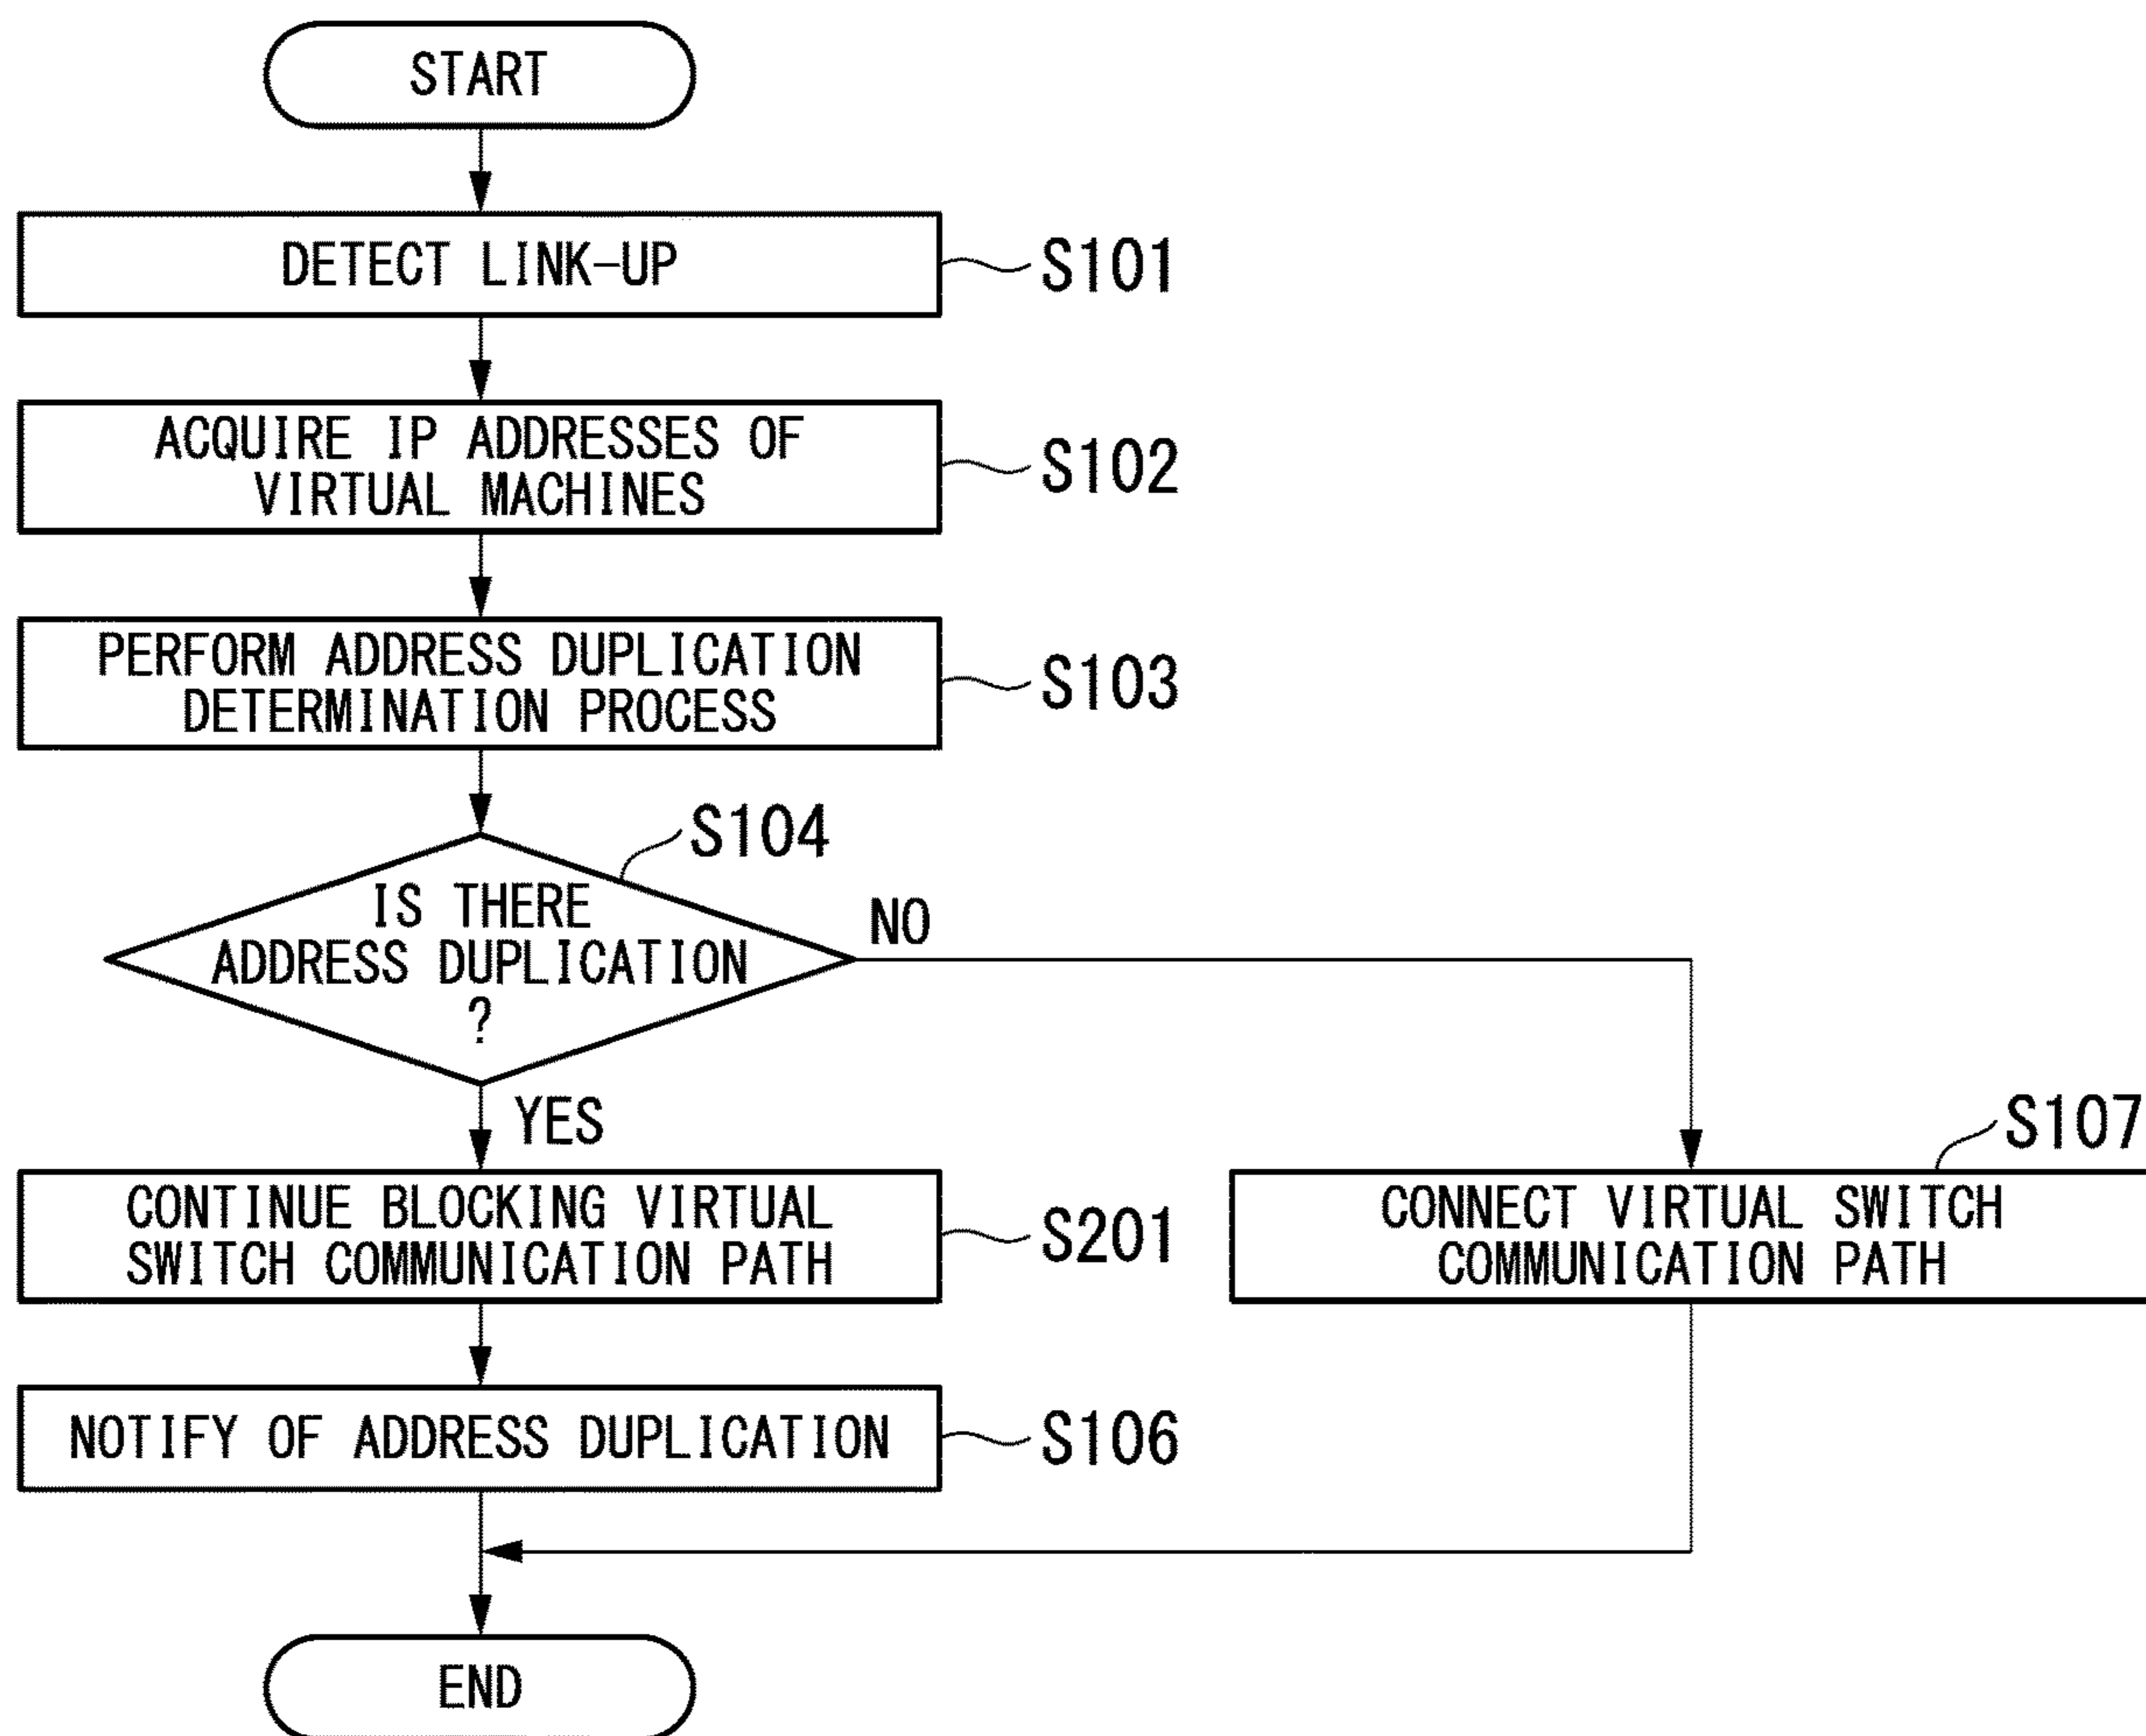 START
DETECT LINK-UP
S101
ACQUIRE IP ADDRESSES OF
VIRTUAL MACHINES
S102
PERFORM ADDRESS DUPLICATION
DETERMINATION PROCESS
S103
S104
IS THERE
ADDRESS DUPLICATION
?
NO
YES
CONTINUE BLOCKING VIRTUAL
SWITCH COMMUNICATION PATH
S201
S107
CONNECT VIRTUAL SWITCH
COMMUNICATION PATH
NOTIFY OF ADDRESS DUPLICATION
S106
END